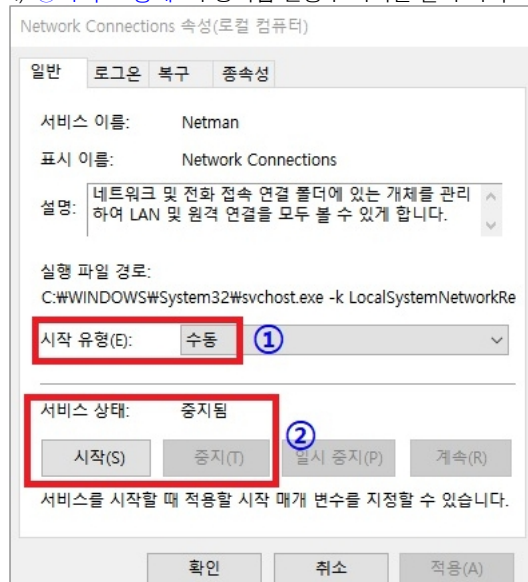 Network Connections 속성(로컬 컴퓨터)
일반 로그온 복구 종속성
서비스 이름: Netman
표시 이름: Network Connections
설명: 네트워크 및 전화 접속 연결 폴더에 있는 개체를 관리
하여 LAN 및 원격 연결을 모두 볼 수 있게 합니다.
실행 파일 경로:
C:₩WINDOWS₩System32₩svchost.exe -k LocalSystemNetworkRe
시작 유형(E): 수동 ①
서비스 상태: 중지됨
②
시작(S) 중지(T) 일시 중지(P) 계속(R)
서비스를 시작할 때 적용할 시작 매개 변수를 지정할 수 있습니다.
확인 취소 적용(A)